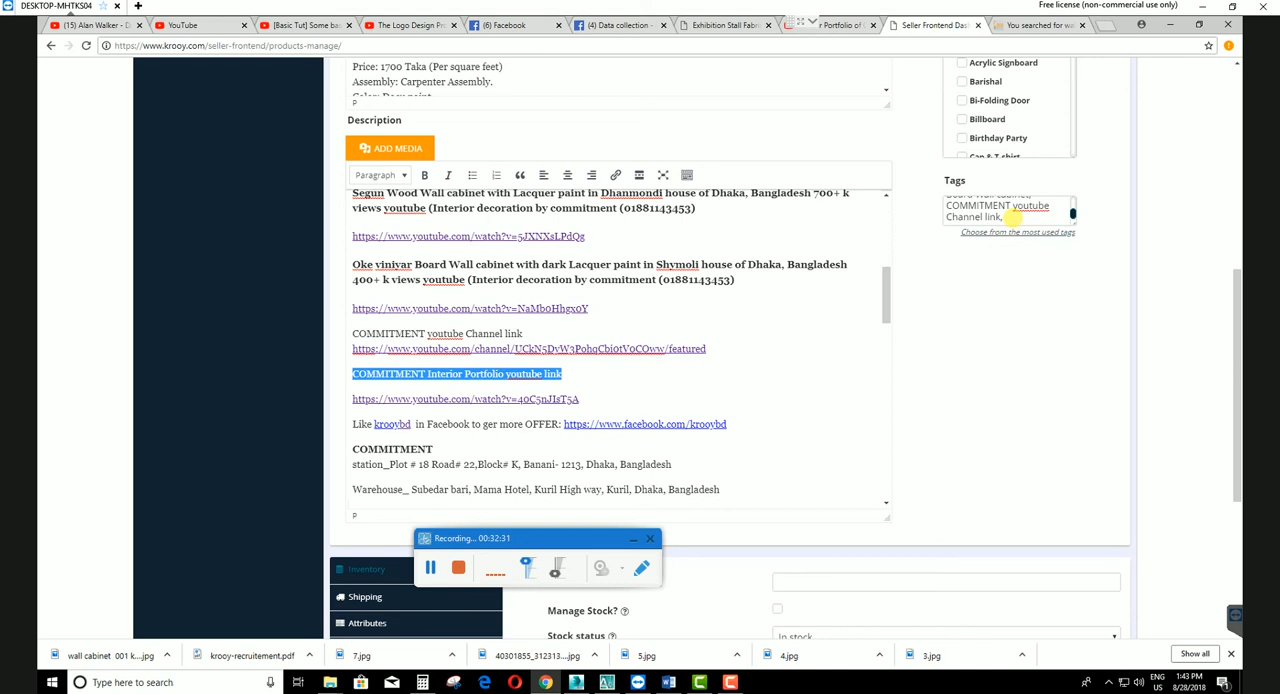 DESKTOP-MHTKS04
Free license (non-commercial use only)
(15) Alan Walker - D
YouTube
[Basic Tut] Some ba
The Logo Design Pr
(6) Facebook
(4) Data collection -
Exhibition Stall Fabr
Portfolio of C
Seller Frontend Das
You searched for wa
https://www.krooy.com/seller-frontend/products-manage/
Price: 1700 Taka (Per square feet)
Assembly: Carpenter Assembly.
P
Description
ADD MEDIA
Paragraph
B I
Segun Wood Wall cabinet with Lacquer paint in Dhanmondi house of Dhaka, Bangladesh 700+ k
views youtube (Interior decoration by commitment (01881143453)
https://www.youtube.com/watch?v=5JXNXsLPdQg
Oke viniyar Board Wall cabinet with dark Lacquer paint in Shymoli house of Dhaka, Bangladesh
400+ k views youtube (Interior decoration by commitment (01881143453)
https://www.youtube.com/watch?v=NaMb0Hhgx0Y
COMMITMENT youtube Channel link
https://www.youtube.com/channel/UCkN5DvW3PohqCbi0tV0COww/featured
COMMITMENT Interior Portfolio youtube link
https://www.youtube.com/watch?v=40C5nJIsT5A
Like krooybd in Facebook to ger more OFFER: https://www.facebook.com/krooybd
COMMITMENT
station_Plot # 18 Road# 22,Block# K, Banani- 1213, Dhaka, Bangladesh
Warehouse_ Subedar bari, Mama Hotel, Kuril High way, Kuril, Dhaka, Bangladesh
P
Acrylic Signboard
Barishal
Bi-Folding Door
Billboard
Birthday Party
Cap & T-shirt
Tags
Board Wall cabinet,
COMMITMENT youtube
Channel link,
Choose from the most used tags
Recording... 00:32:31
Inventory
Shipping
Attributes
Manage Stock?
Stock status
In stock
wall cabinet 001 k....jpg
krooy-recruitement.pdf
7.jpg
40301855_312313....jpg
5.jpg
4.jpg
3.jpg
Show all
Type here to search
ENG
US
1:43 PM
8/28/2018